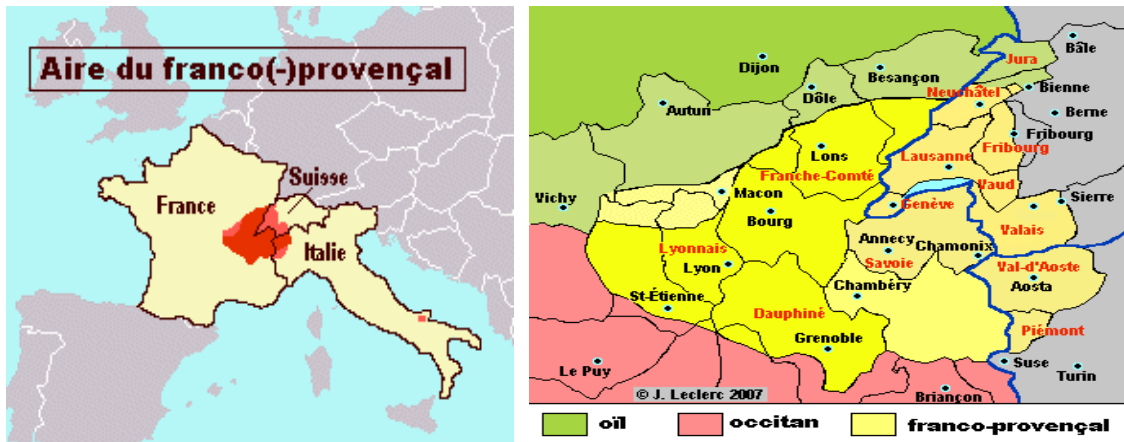 Aire du franco(-)provençal
Suisse
France
Italie
Bâle
Jura
Dijon
Besançon
Neuchâtel
Bienne
Dôle
Autun
Berne
Fribourg
Fribourg
Lons
Lausanne
Franche-Comté
Vaud
Macon
Vichy
Genève
Sierre
Bourg
Valais
Annecy
Chamonix
Lyonnais
Savoie
Lyon
Val-d'Aoste
Aosta
Chambéry
St-Étienne
Dauphiné
Piémont
Grenoble
Le Puy
Suse
Turin
© J. Leclerc 2007
Briançon
oïl
occitan
franco-provençal